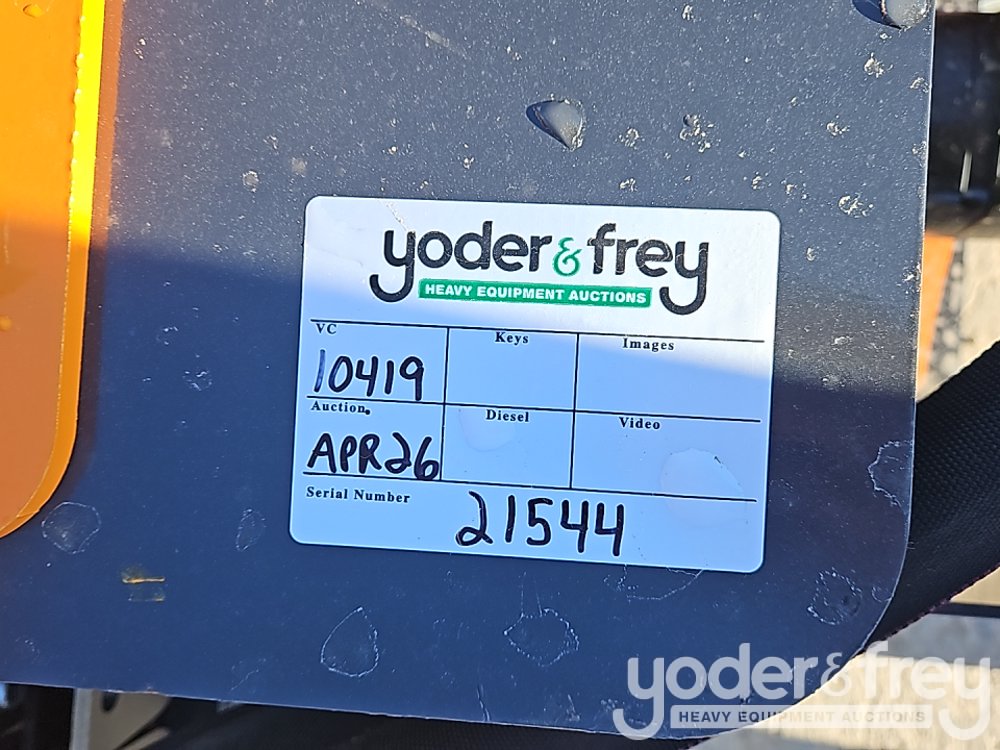 yoder & frey
HEAVY EQUIPMENT AUCTIONS
VC Keys Images
10419
Auction. Diesel Video
APR26
Serial Number 21544
yoder & frey
HEAVY EQUIPMENT AUCTIONS